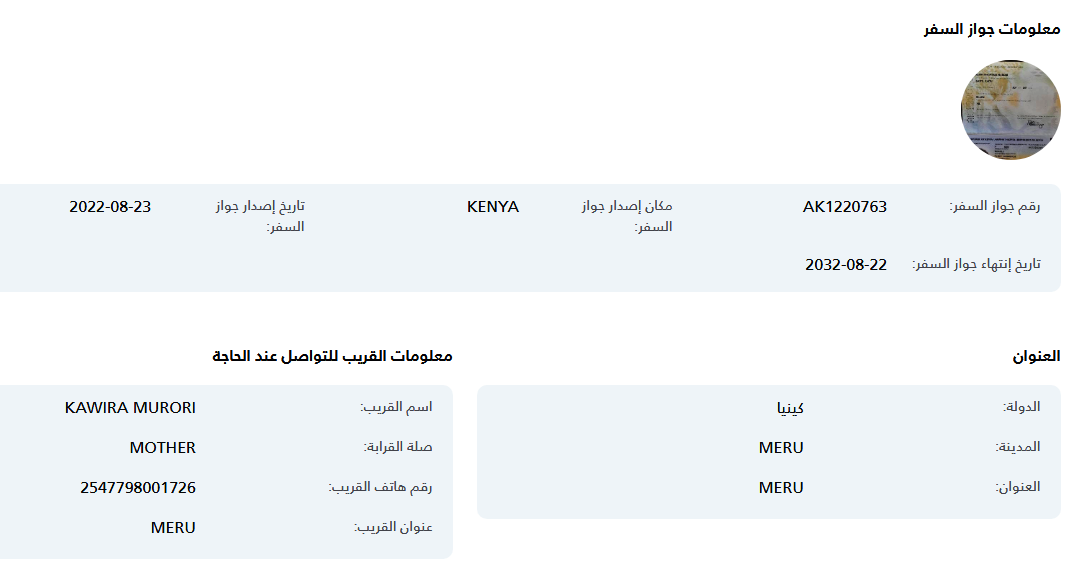 معلومات جواز السفر
رقم جواز السفر: AK1220763
مكان إصدار جواز السفر: KENYA
تاريخ إصدار جواز السفر: 2022-08-23
تاريخ إنتهاء جواز السفر: 2032-08-22
العنوان
الدولة: كينيا
المدينة: MERU
العنوان: MERU
معلومات القريب للتواصل عند الحاجة
اسم القريب: KAWIRA MURORI
صلة القرابة: MOTHER
رقم هاتف القريب: 2547798001726
عنوان القريب: MERU